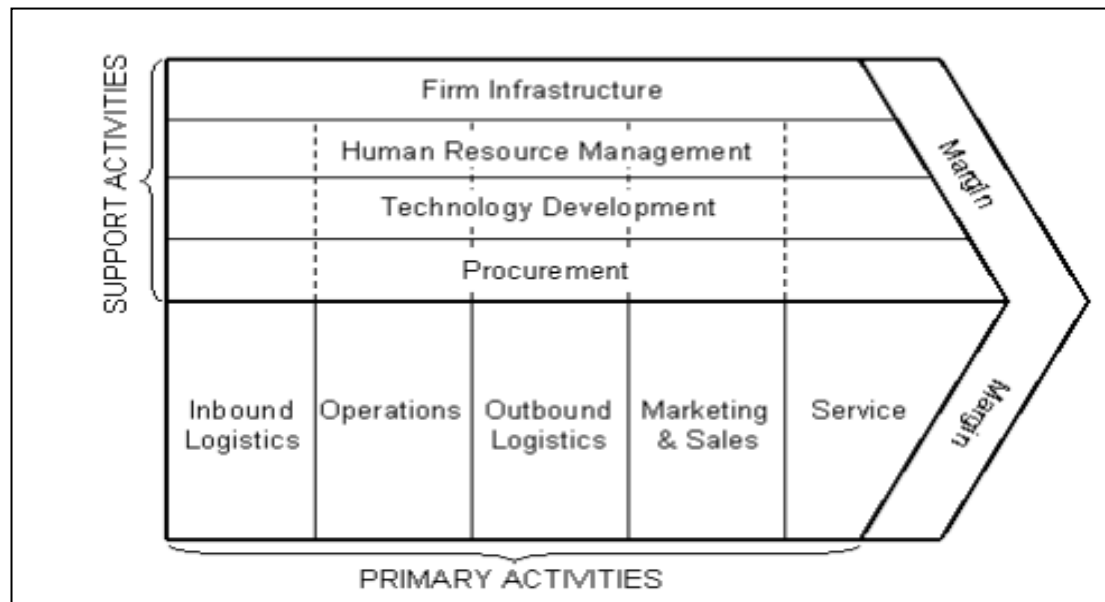 SUPPORT ACTIVITIES
Firm Infrastructure
Human Resource Management
Technology Development
Procurement
Margin
Inbound
Logistics
Operations
Outbound
Logistics
Marketing
& Sales
Service
Margin
PRIMARY ACTIVITIES